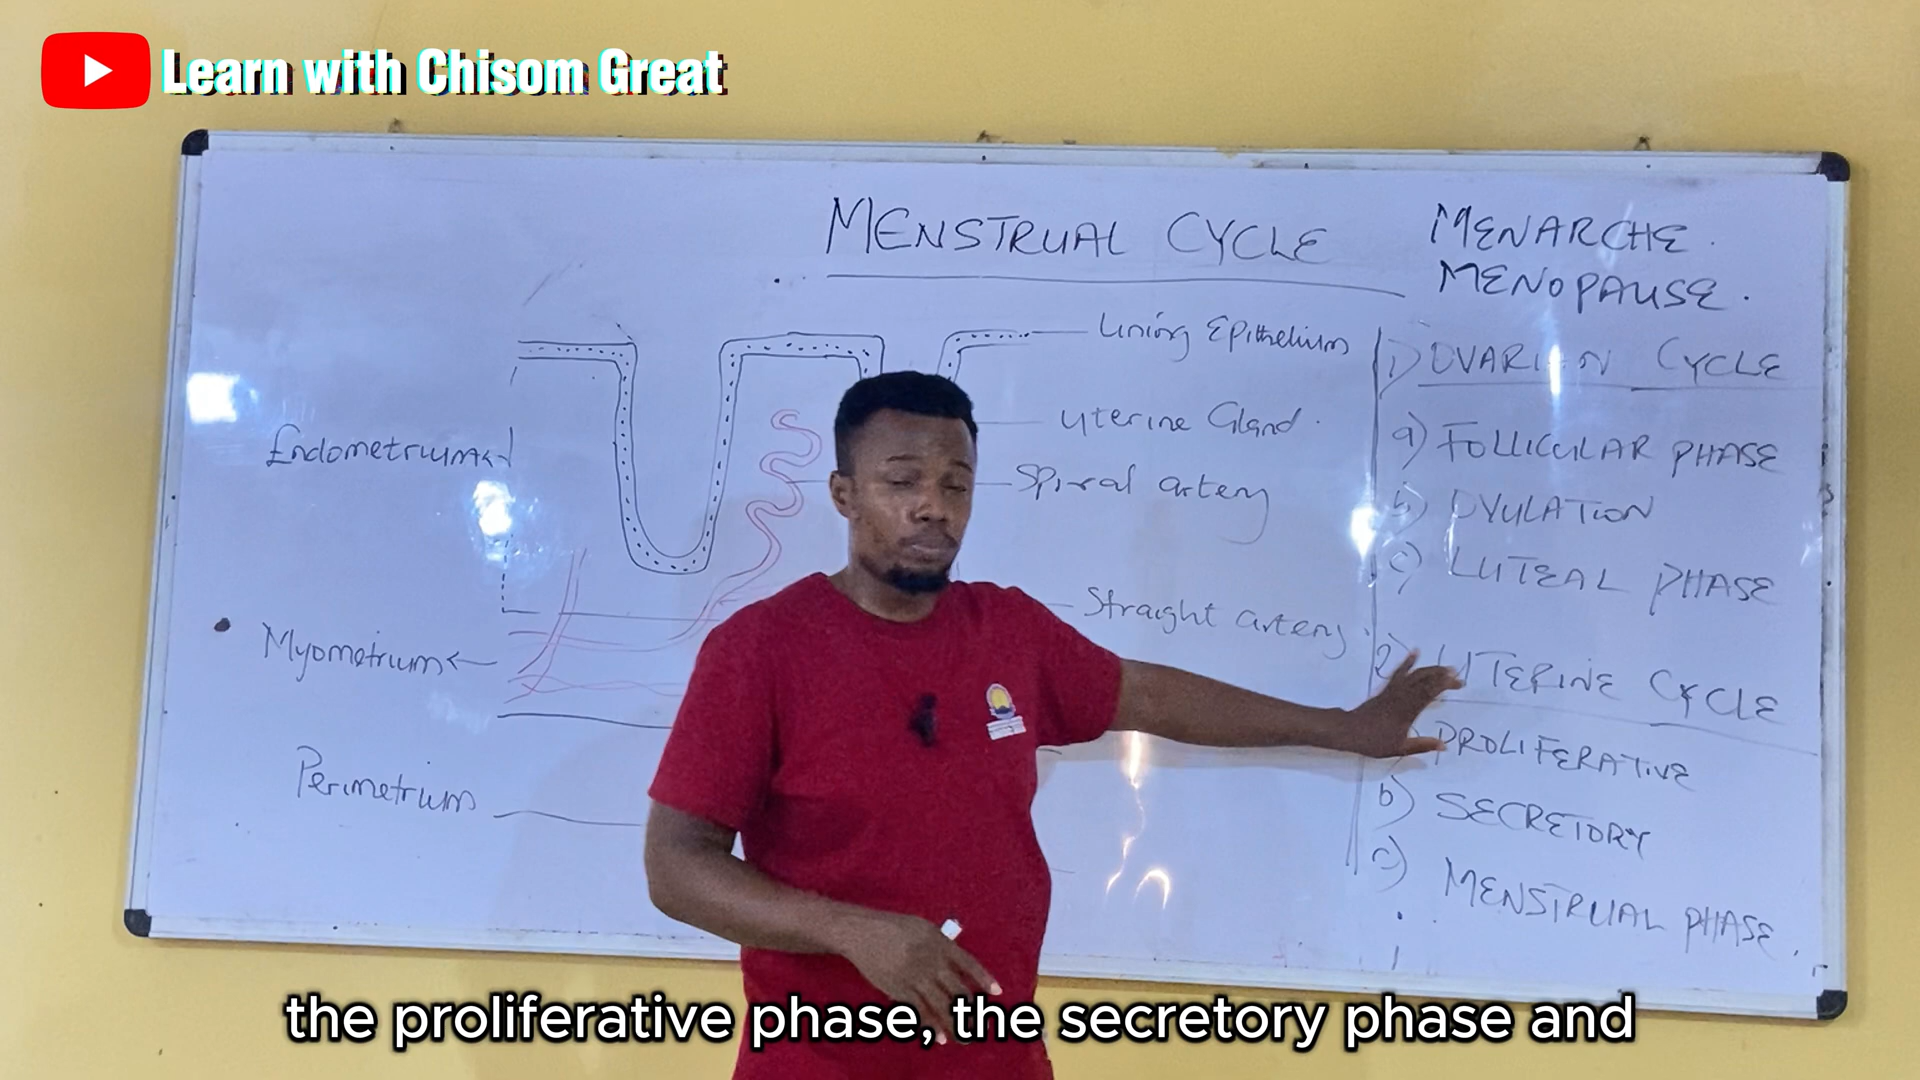 Learn with Chisom Great
MENSTRUAL CYCLE
MENARCHE.
MENOPAUSE.
Lining Epithelium
Uterine Gland.
Spiral artery
Straight artery.
Endometrium
Myometrium
Perimetrium
1) OVARIAN CYCLE
a) FOLLICULAR PHASE
b) OVULATION
c) LUTEAL PHASE
2) UTERINE CYCLE
PROLIFERATIVE
b) SECRETORY
c) MENSTRUAL PHASE.
the proliferative phase, the secretory phase and